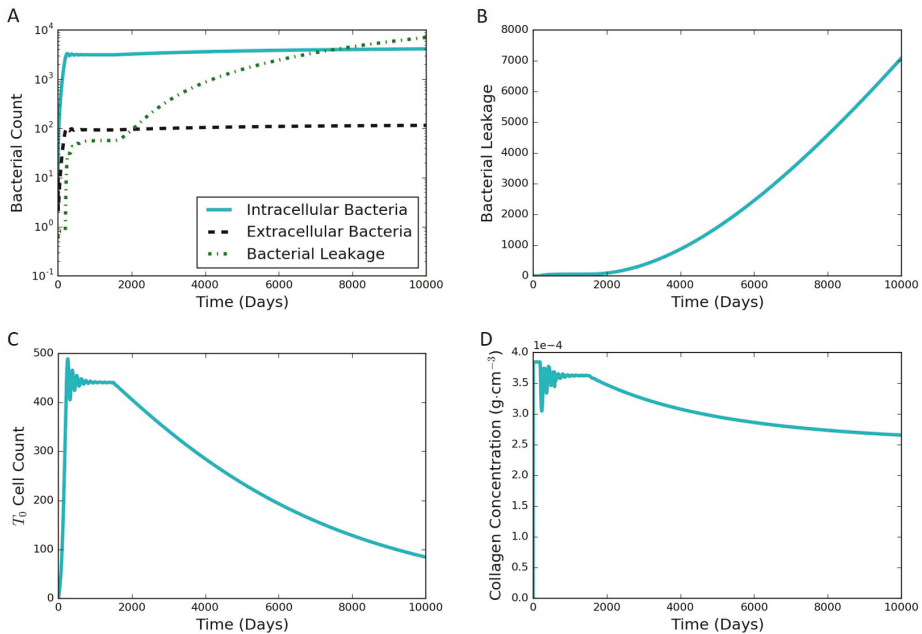 A
Bacterial Count
10^4
10^3
10^2
10^1
10^0
10^-1
Intracellular Bacteria
Extracellular Bacteria
Bacterial Leakage
0 2000 4000 6000 8000 10000
Time (Days)
B
Bacterial Leakage
8000
7000
6000
5000
4000
3000
2000
1000
0
0 2000 4000 6000 8000 10000
Time (Days)
C
T_0 Cell Count
500
400
300
200
100
0
0 2000 4000 6000 8000 10000
Time (Days)
D
Collagen Concentration (g·cm^-3)
1e−4
4.0
3.5
3.0
2.5
2.0
1.5
1.0
0.5
0.0
0 2000 4000 6000 8000 10000
Time (Days)